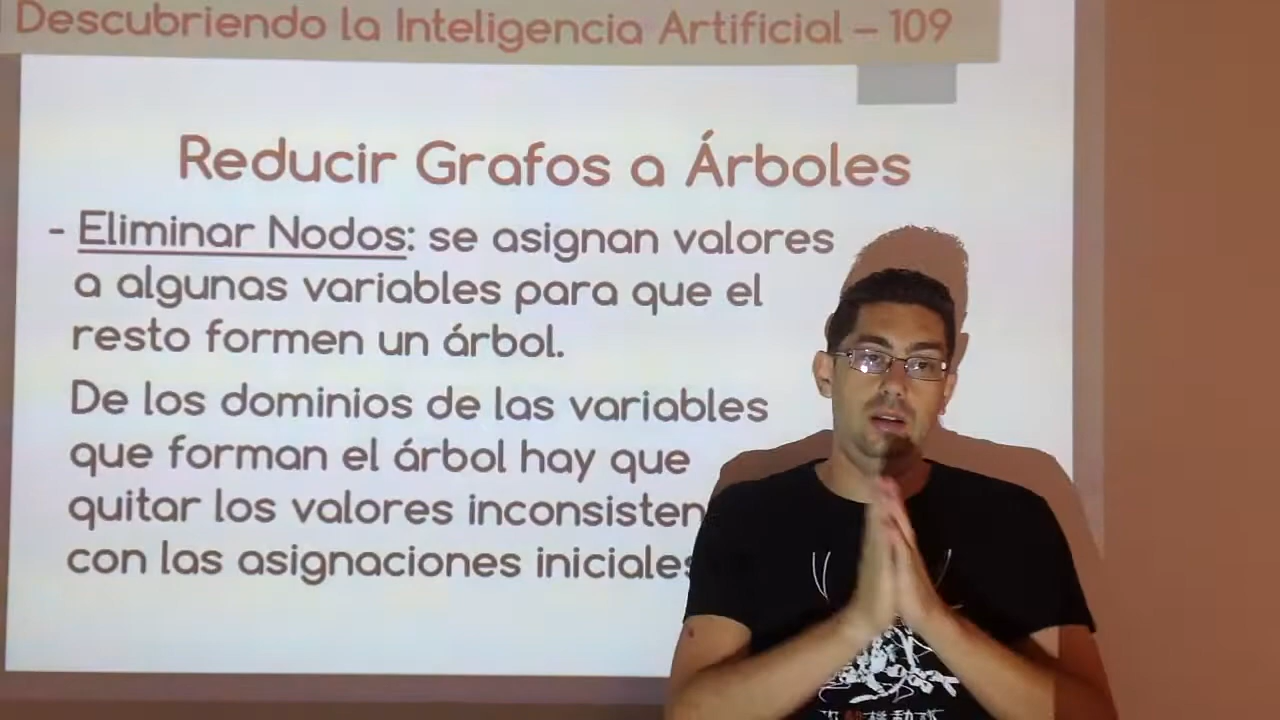 Descubriendo la Inteligencia Artificial – 109
Reducir Grafos a Árboles
- Eliminar Nodos: se asignan valores
a algunas variables para que el
resto formen un árbol.
De los dominios de las variables
que forman el árbol hay que
quitar los valores inconsisten
con las asignaciones iniciales